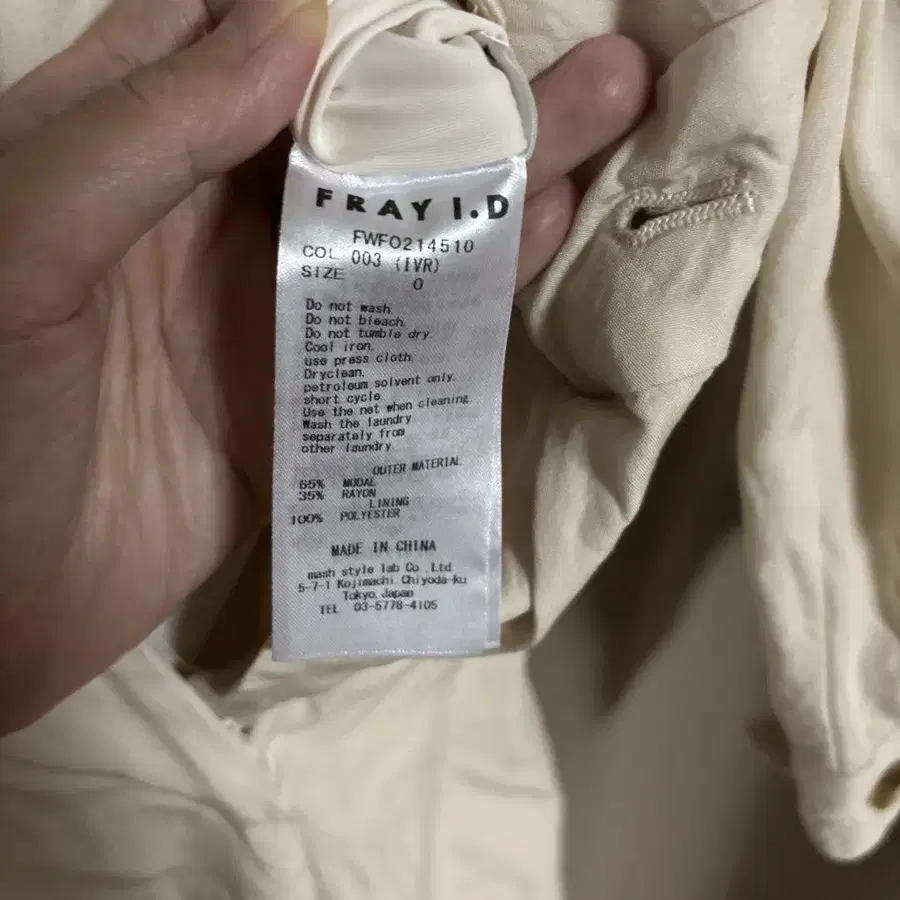 FRAY I.D
FWFO214510
COL 003 (IVR)
SIZE 0
Do not wash.
Do not bleach.
Do not tumble dry.
Cool iron.
use press cloth.
Dryclean.
petroleum solvent only.
short cycle
Use the net when cleaning.
Wash the laundry
separately from
other laundry.
OUTER MATERIAL
65% MODAL
35% RAYON
LINING
100% POLYESTER
MADE IN CHINA
mash style lab Co.,Ltd
5-7-1 Kojimachi, Chiyoda-ku
Tokyo,Japan
TEL 03-5778-4105